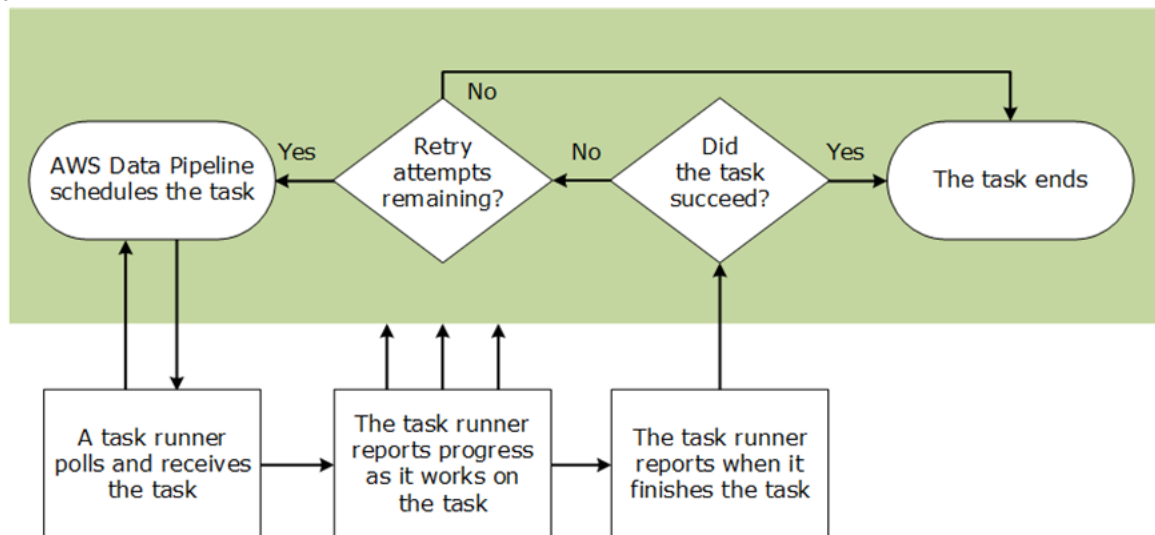 No
AWS Data Pipeline
schedules the task
Yes
Retry
attempts
remaining?
No
Did
the task
succeed?
Yes
The task ends
A task runner
polls and receives
the task
The task runner
reports progress
as it works on
the task
The task runner
reports when it
finishes the task